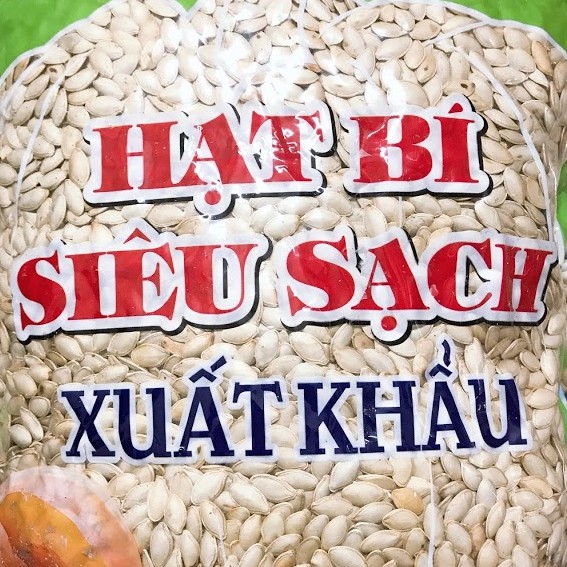 HẠT BÍ
SIÊU SẠCH
XUẤT KHẨU